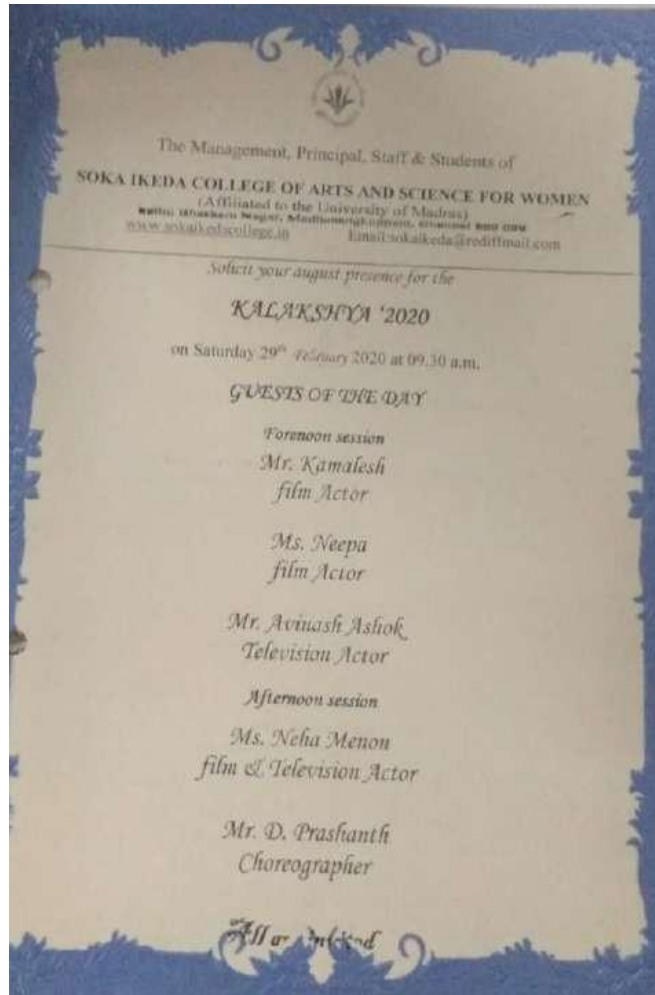 The Management, Principal, Staff & Students of
SOKA IKEDA COLLEGE OF ARTS AND SCIENCE FOR WOMEN
(Affiliated to the University of Madras)
Nagar, Chennai
www.sokaikedacollege.in Email:sokaikeda@rediffmail.com
Solicit your august presence for the
KALAKSHYA '2020
on Saturday 29th February 2020 at 09.30 a.m.
GUESTS OF THE DAY
Forenoon session
Mr. Kamalesh
film Actor
Ms. Neepa
film Actor
Mr. Avinash Ashok
Television Actor
Afternoon session
Ms. Neha Menon
film & Television Actor
Mr. D. Prashanth
Choreographer
All